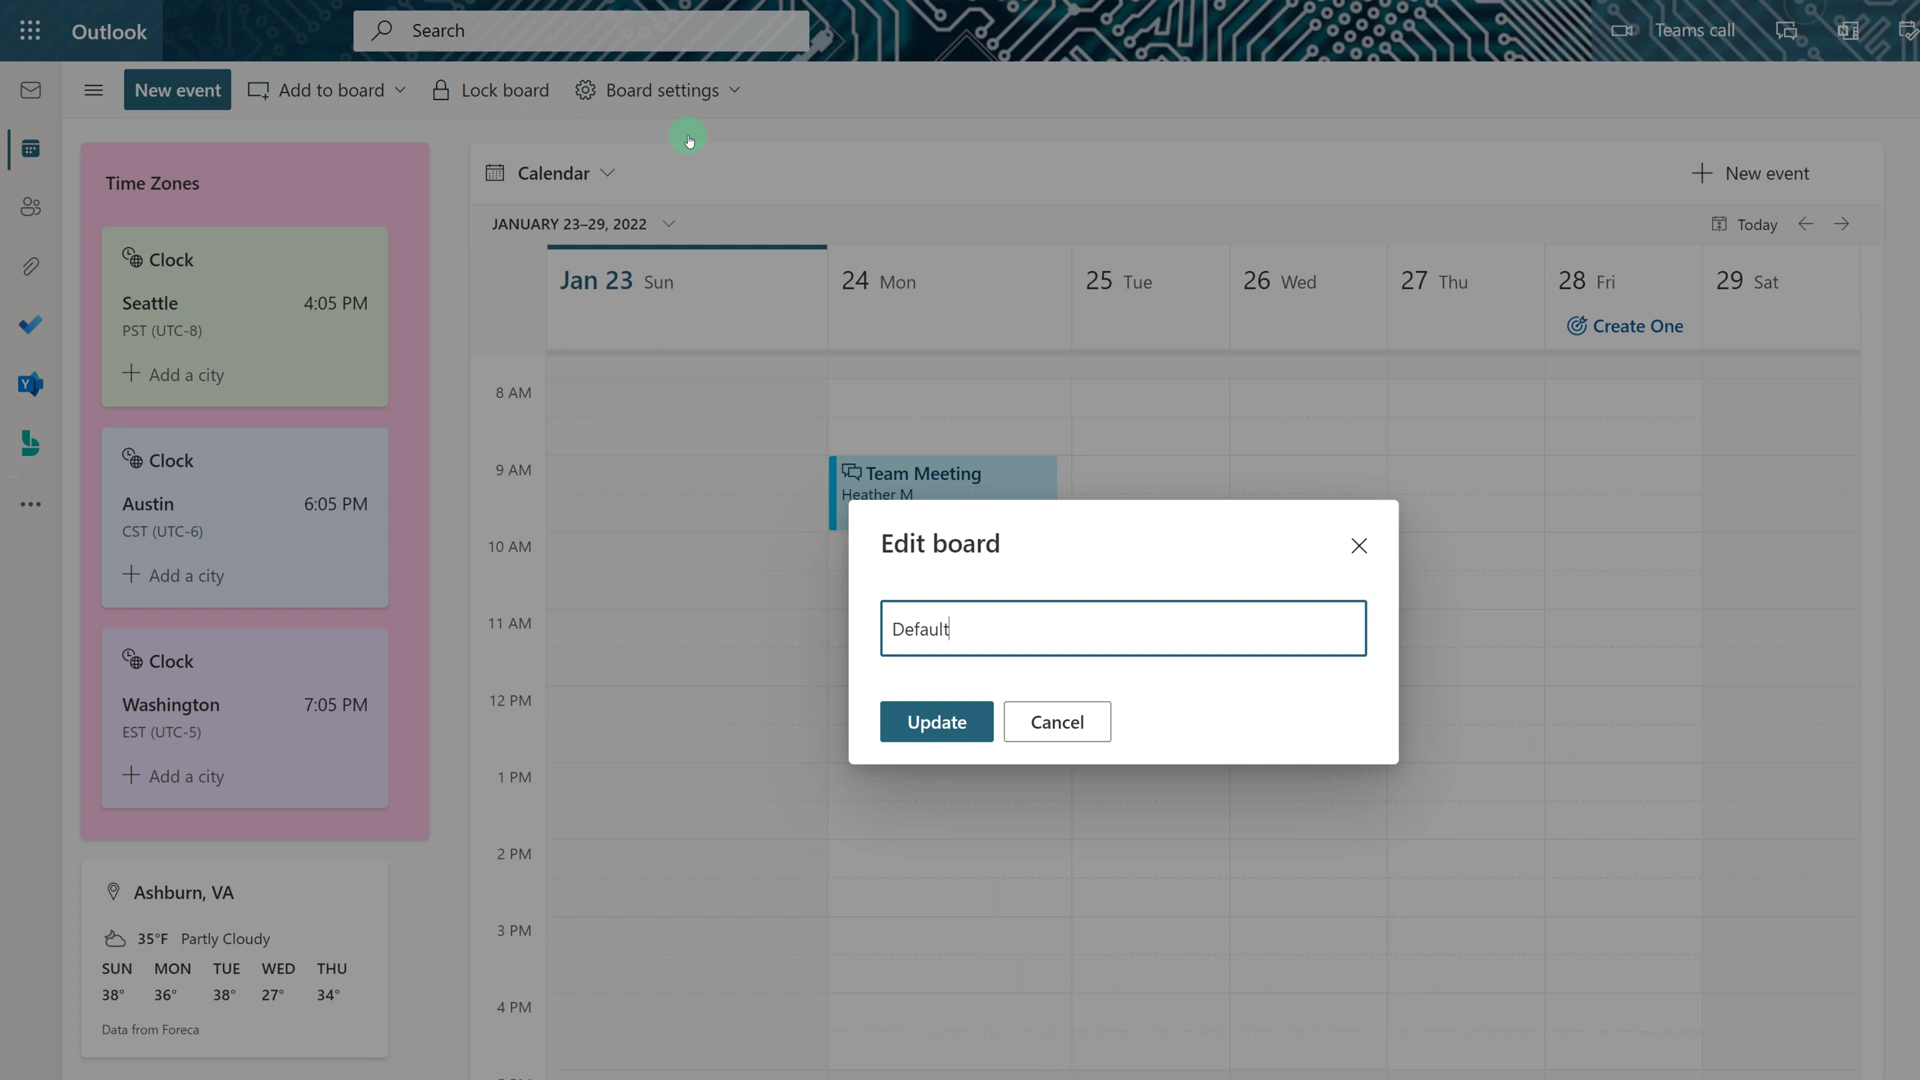 Outlook
Search
Teams call
New event
Add to board
Lock board
Board settings
Time Zones
Clock
Seattle 4:05 PM
PST (UTC-8)
Add a city
Clock
Austin 6:05 PM
CST (UTC-6)
Add a city
Clock
Washington 7:05 PM
EST (UTC-5)
Add a city
Ashburn, VA
35°F Partly Cloudy
SUN MON TUE WED THU
38° 36° 38° 27° 34°
Data from Foreca
Calendar
New event
JANUARY 23–29, 2022
Today
Jan 23 Sun 24 Mon 25 Tue 26 Wed 27 Thu 28 Fri 29 Sat
Create One
8 AM
9 AM
Team Meeting
Heather M
10 AM
11 AM
12 PM
1 PM
2 PM
3 PM
4 PM
Edit board
Default
Update
Cancel